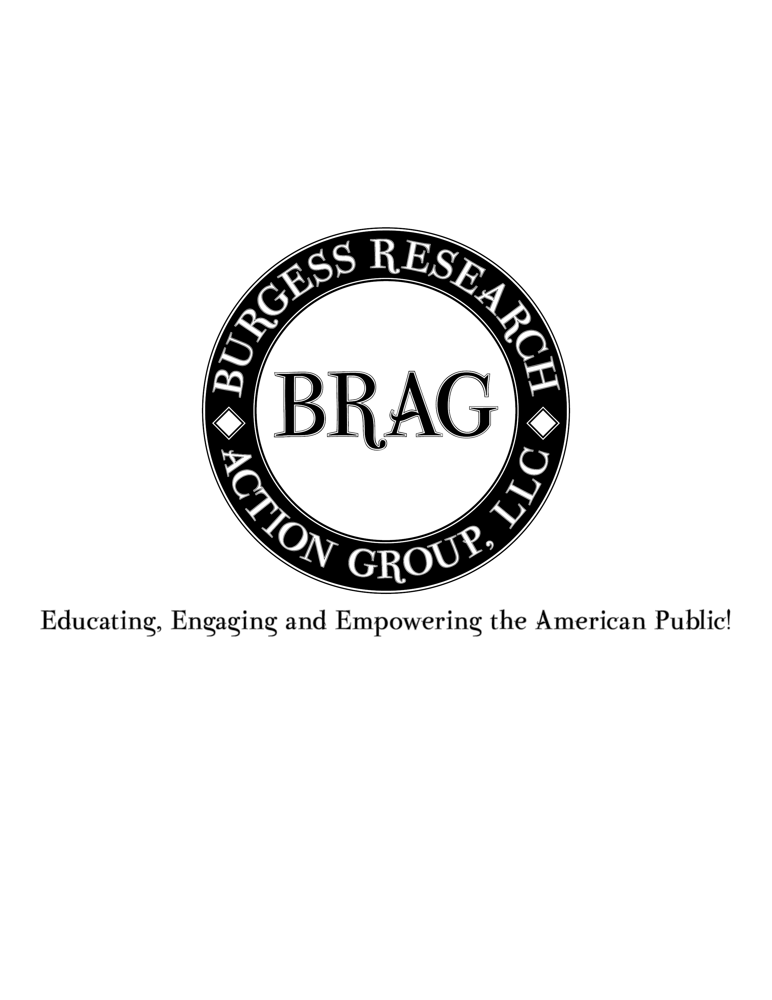 BURGESS RESEARCH
BRAG
ACTION GROUP, LLC
Educating, Engaging and Empowering the American Public!